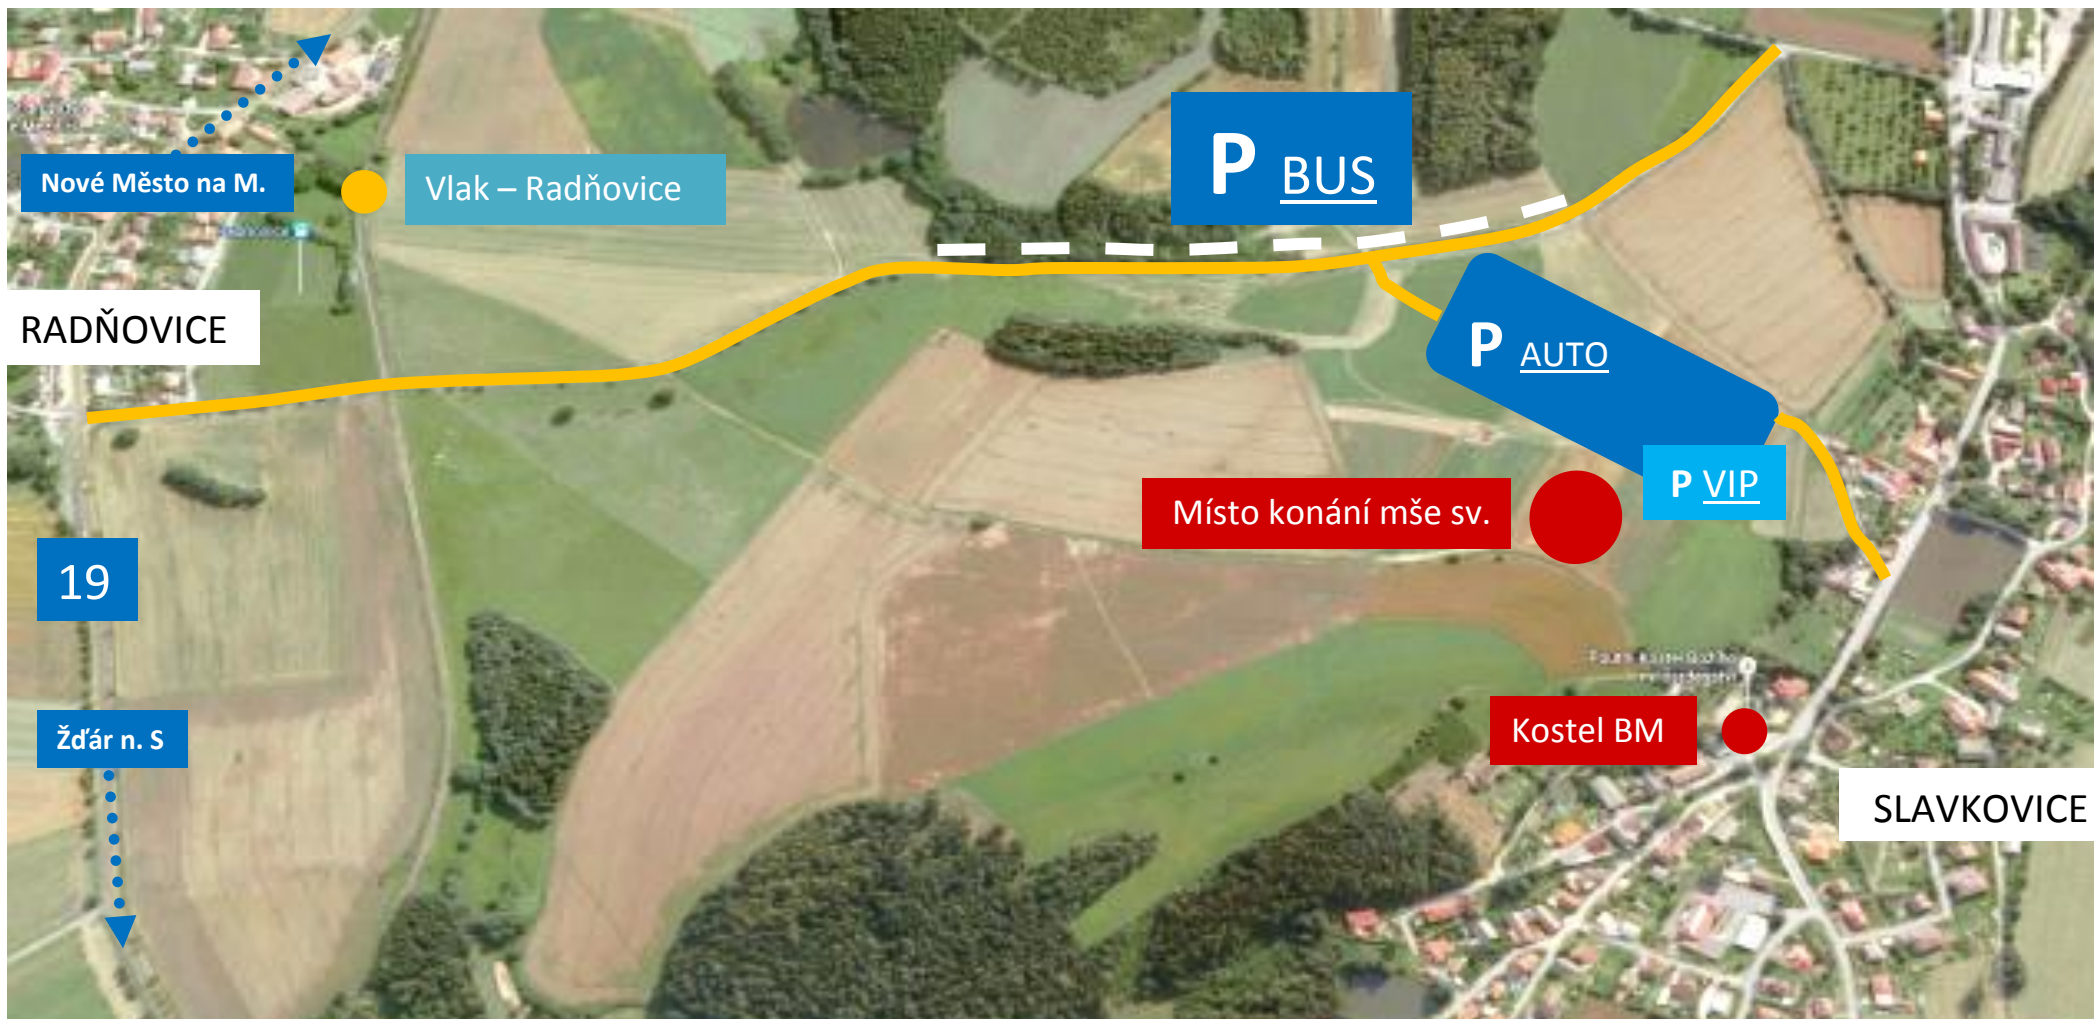 P BUS
Nové Město na M.
Vlak – Radňovice
RADŇOVICE
P AUTO
P VIP
Místo konání mše sv.
19
Kostel BM
Žďár n. S
SLAVKOVICE